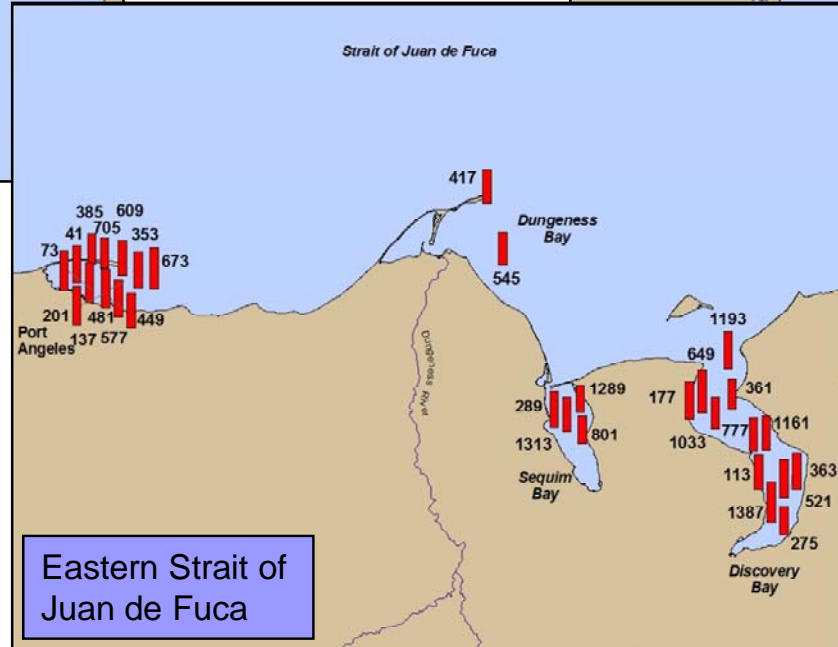 Strait of Juan de Fuca
417
Dungeness
Bay
545
385
609
41
705
353
73
673
201
481
449
137
577
Port
Angeles
Dungeness River
1193
649
361
177
1289
289
1161
777
1033
1313
801
113
363
521
1387
275
Sequim
Bay
Discovery
Bay
Eastern Strait of
Juan de Fuca